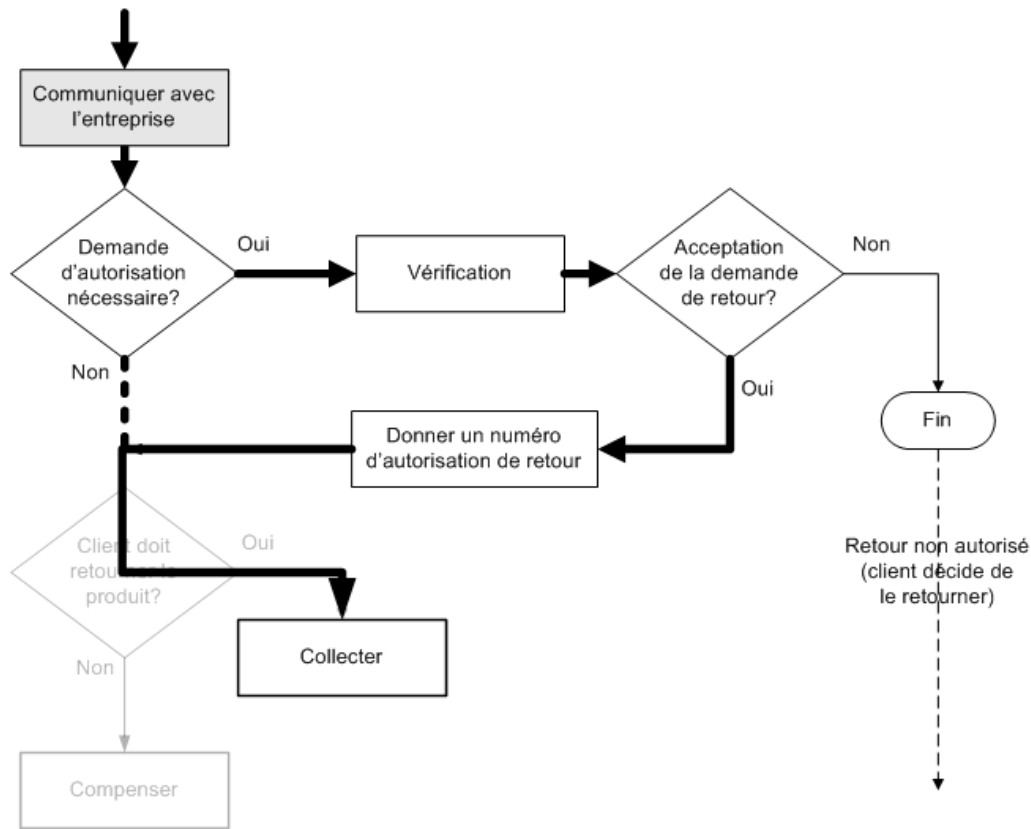 Communiquer avec
l'entreprise
Demande
d'autorisation
nécessaire?
Oui
Vérification
Acceptation
de la demande
de retour?
Non
Non
Oui
Donner un numéro
d'autorisation de retour
Fin
Client doit
retourner le
produit?
Oui
Retour non autorisé
(client décide de
le retourner)
Collecter
Non
Compenser